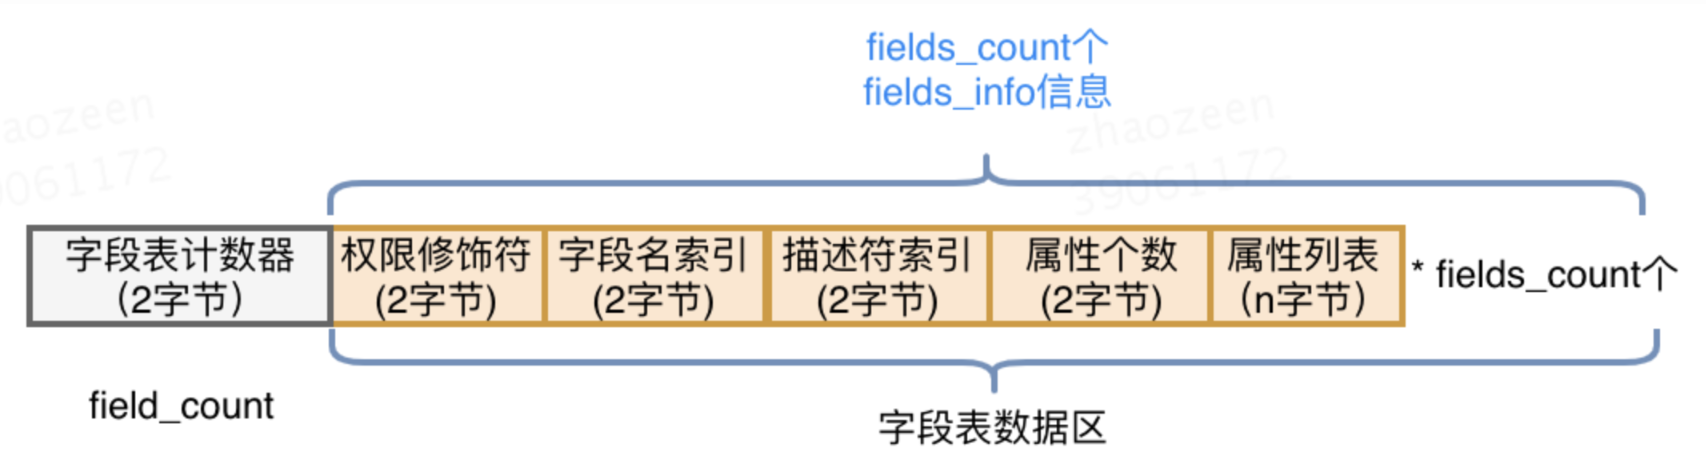 fields_count个
fields_info信息
zhaozeen
39061172
aozeen
061172
字段表计数器
（2字节）
权限修饰符
(2字节)
字段名索引
(2字节)
描述符索引
(2字节)
属性个数
(2字节)
属性列表
（n字节）
* fields_count个
field_count
字段表数据区